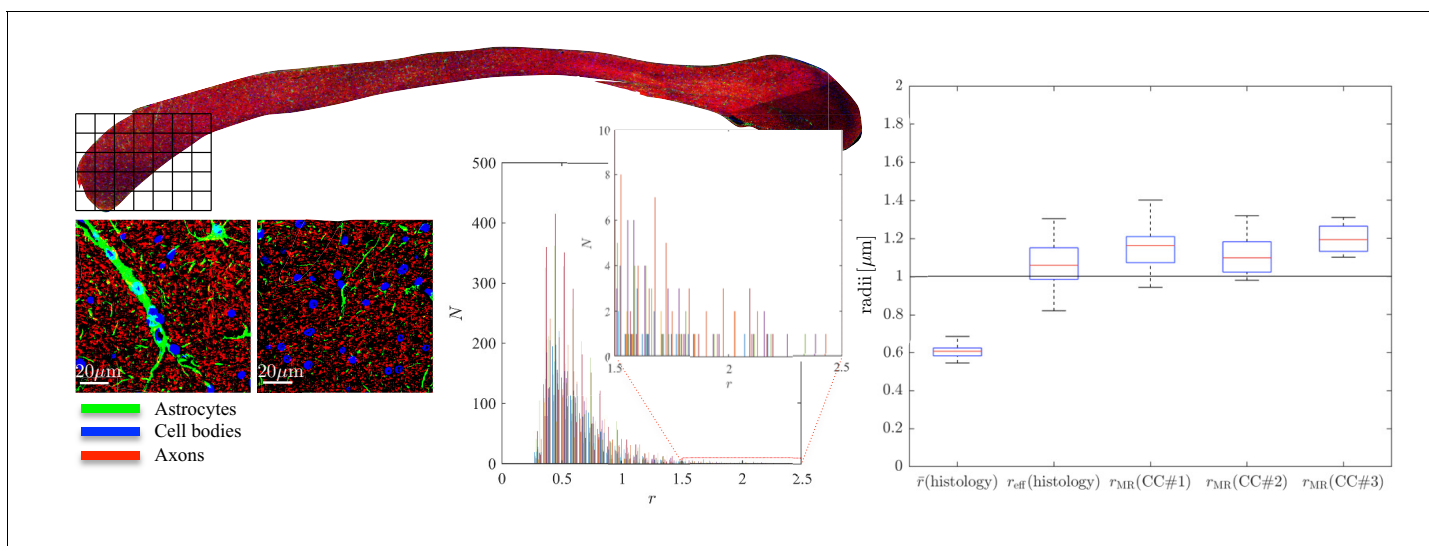 20μm
20μm
Astrocytes
Cell bodies
Axons
500
400
300
200
100
0
N
0
0.5
1
1.5
2
2.5
r
10
8
6
4
2
0
N
1.5
2
2.5
r
2
1.8
1.6
1.4
1.2
1
0.8
0.6
0.4
0.2
0
radii [μm]
r̄(histology) r_eff(histology) r_MR(CC#1) r_MR(CC#2) r_MR(CC#3)